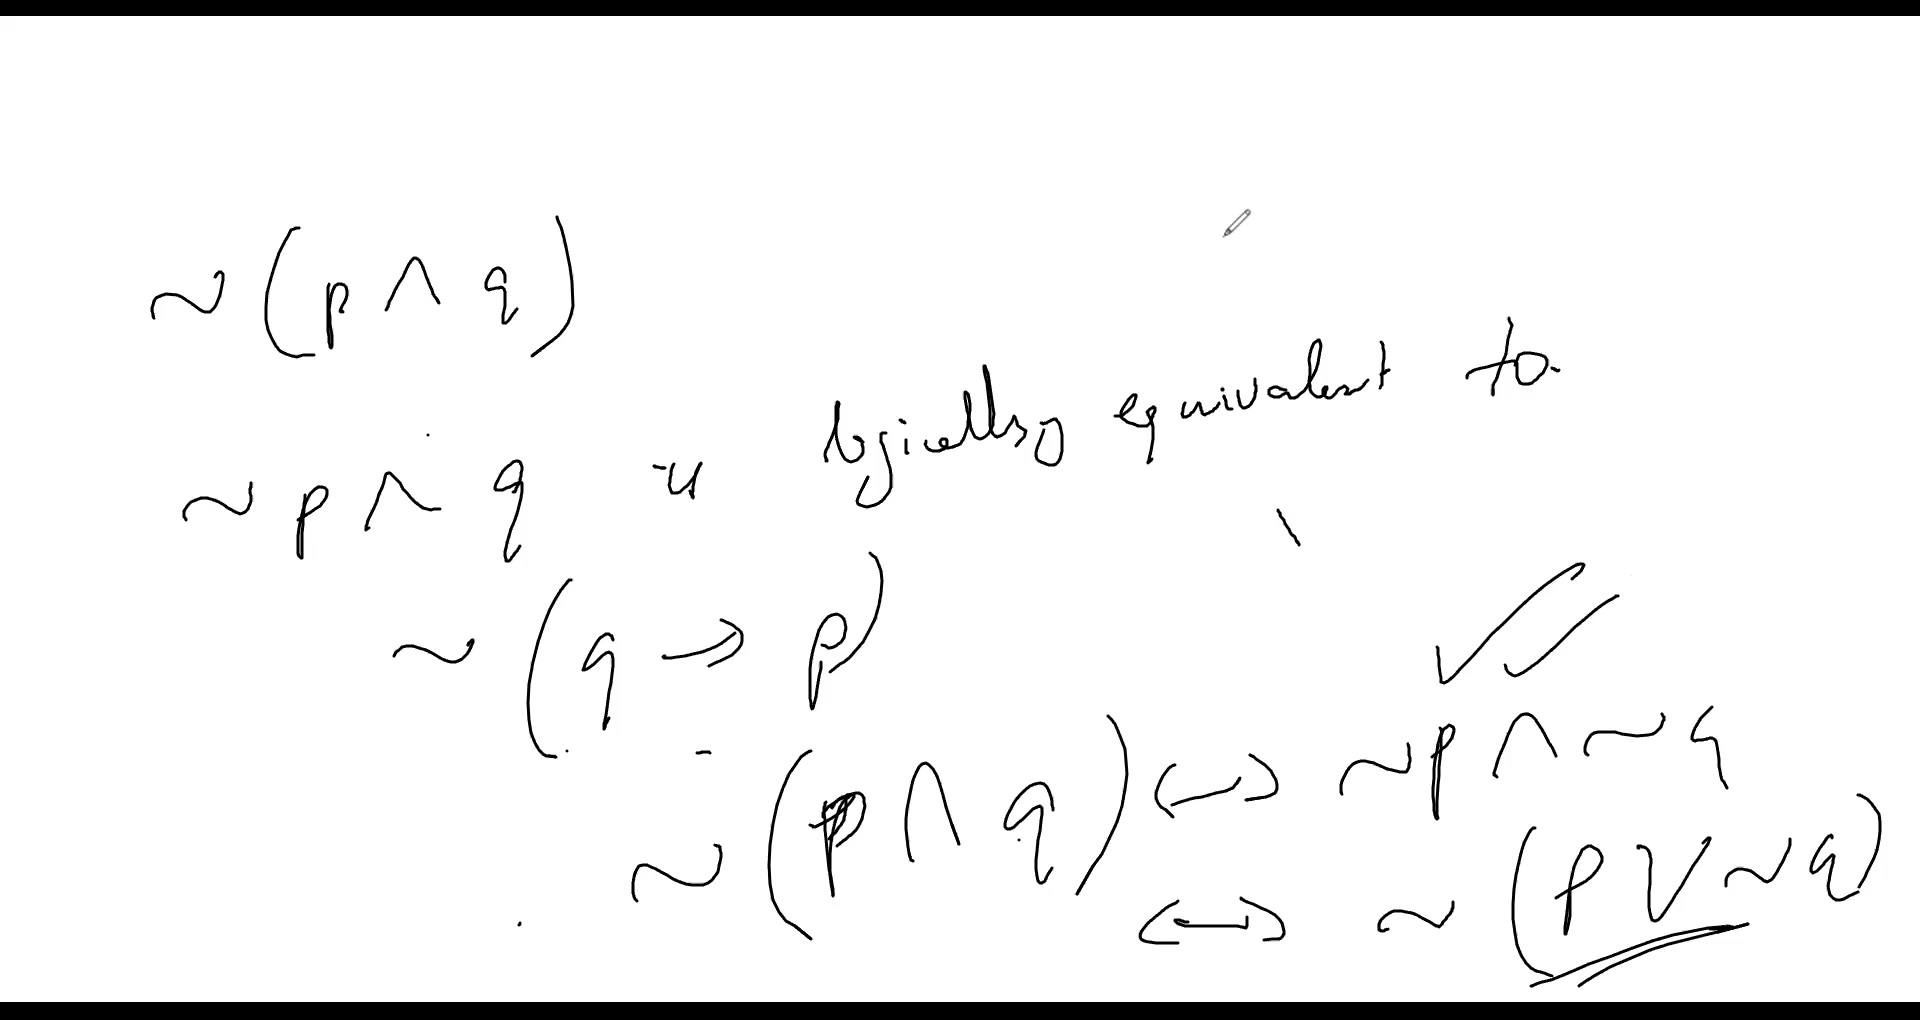 ~(p ∧ q)
~p ∧ q is logically equivalent to
~(q → p)
~(p ∧ q) ↔ ~p ∧ ~q
↔ ~(p ∨ ~q)